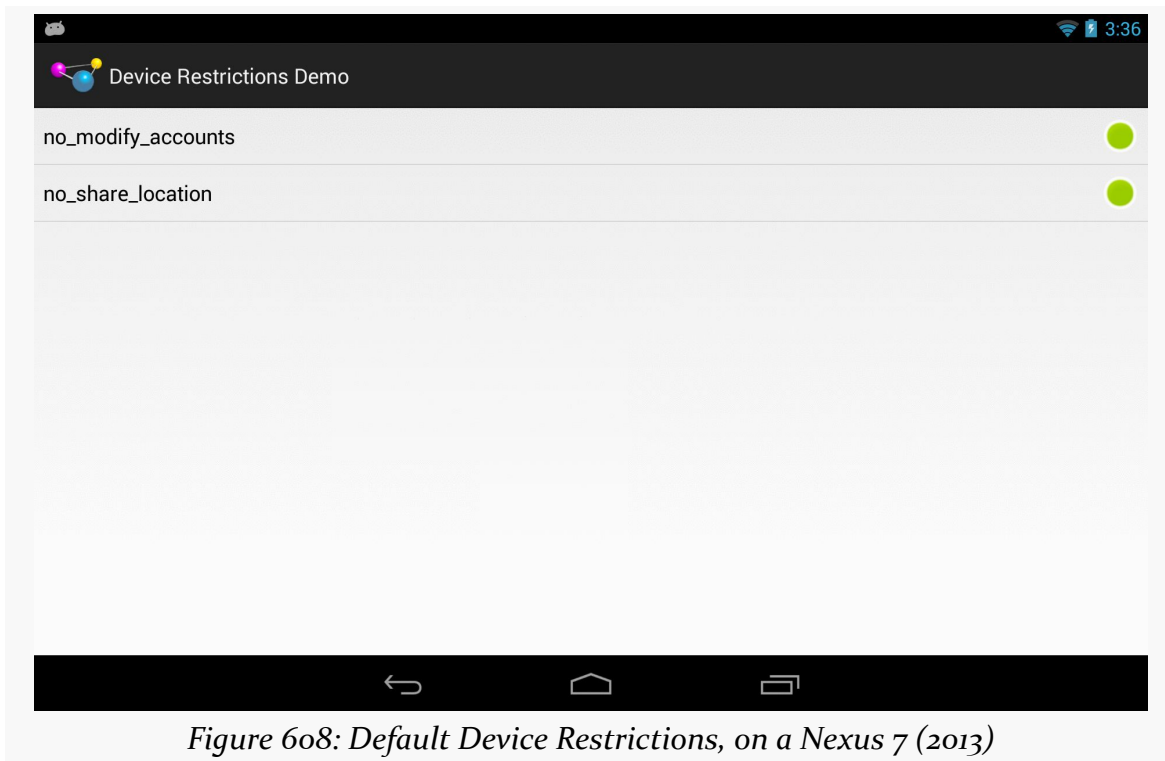 3:36
Device Restrictions Demo
no_modify_accounts
no_share_location
Figure 608: Default Device Restrictions, on a Nexus 7 (2013)